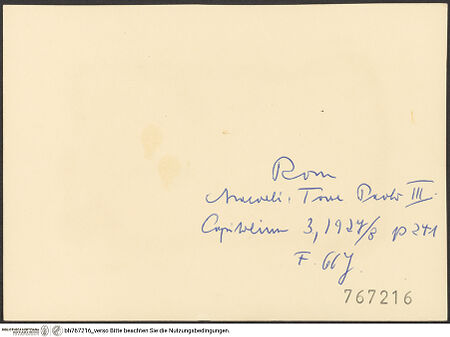 Rom
Aracoeli, Torre Paolo III.
Capitolium 3, 1927/8 p 241
F. 667.
767216
bh767216_verso Bitte beachten Sie die Nutzungsbedingungen.